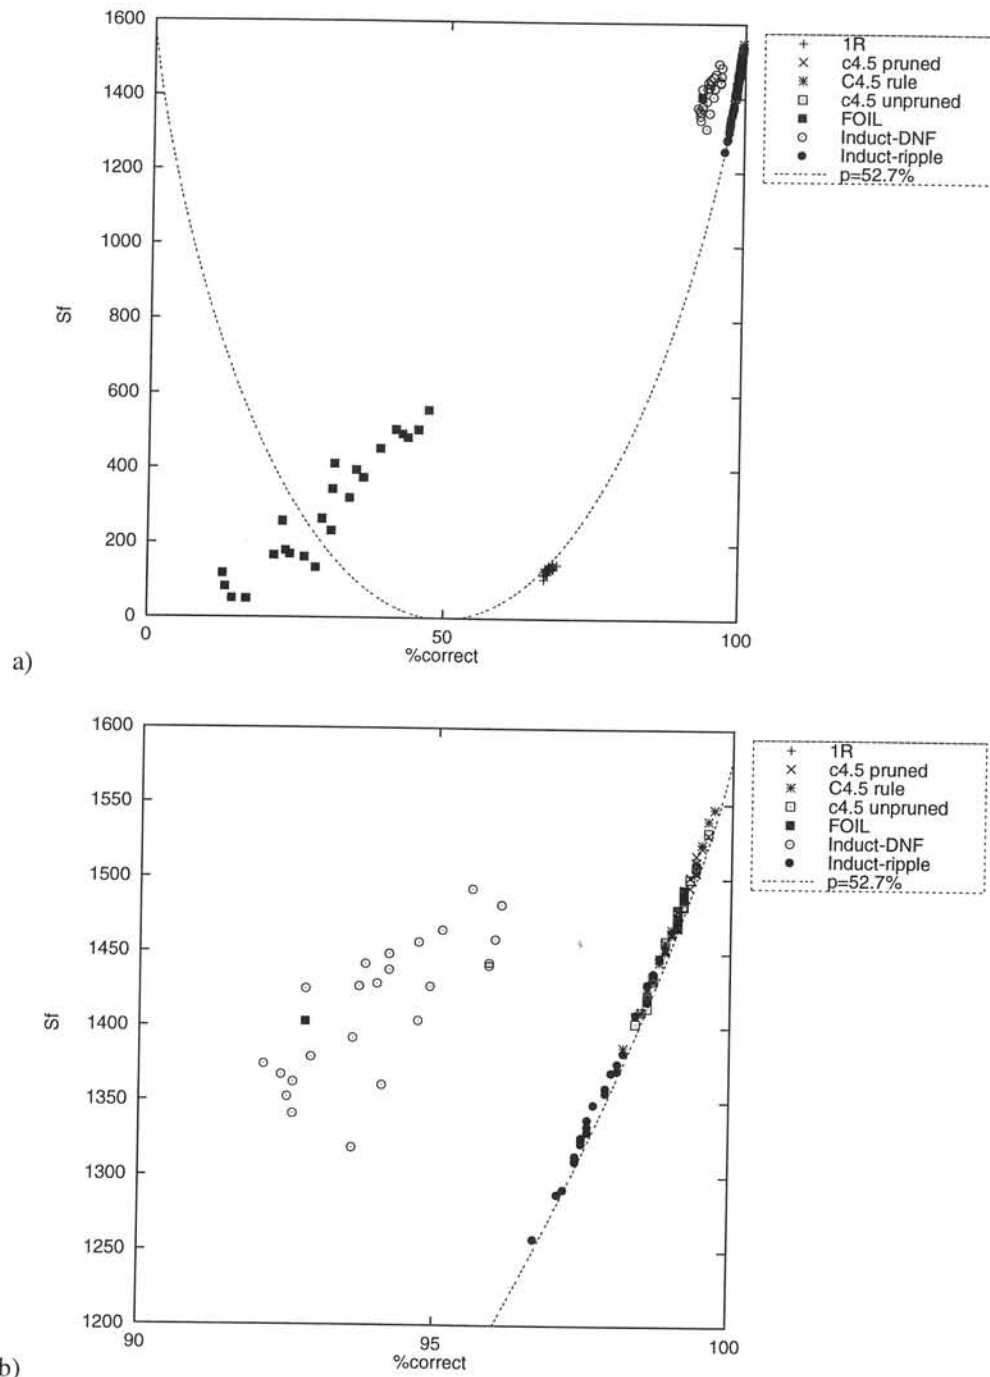 1600
1400
1200
1000
800
600
400
200
0
Sf
0
50
100
%correct
1R
c4.5 pruned
C4.5 rule
c4.5 unpruned
FOIL
Induct-DNF
Induct-ripple
p=52.7%
a)
1600
1550
1500
1450
1400
1350
1300
1250
1200
Sf
90
95
100
%correct
1R
c4.5 pruned
C4.5 rule
c4.5 unpruned
FOIL
Induct-DNF
Induct-ripple
p=52.7%
b)